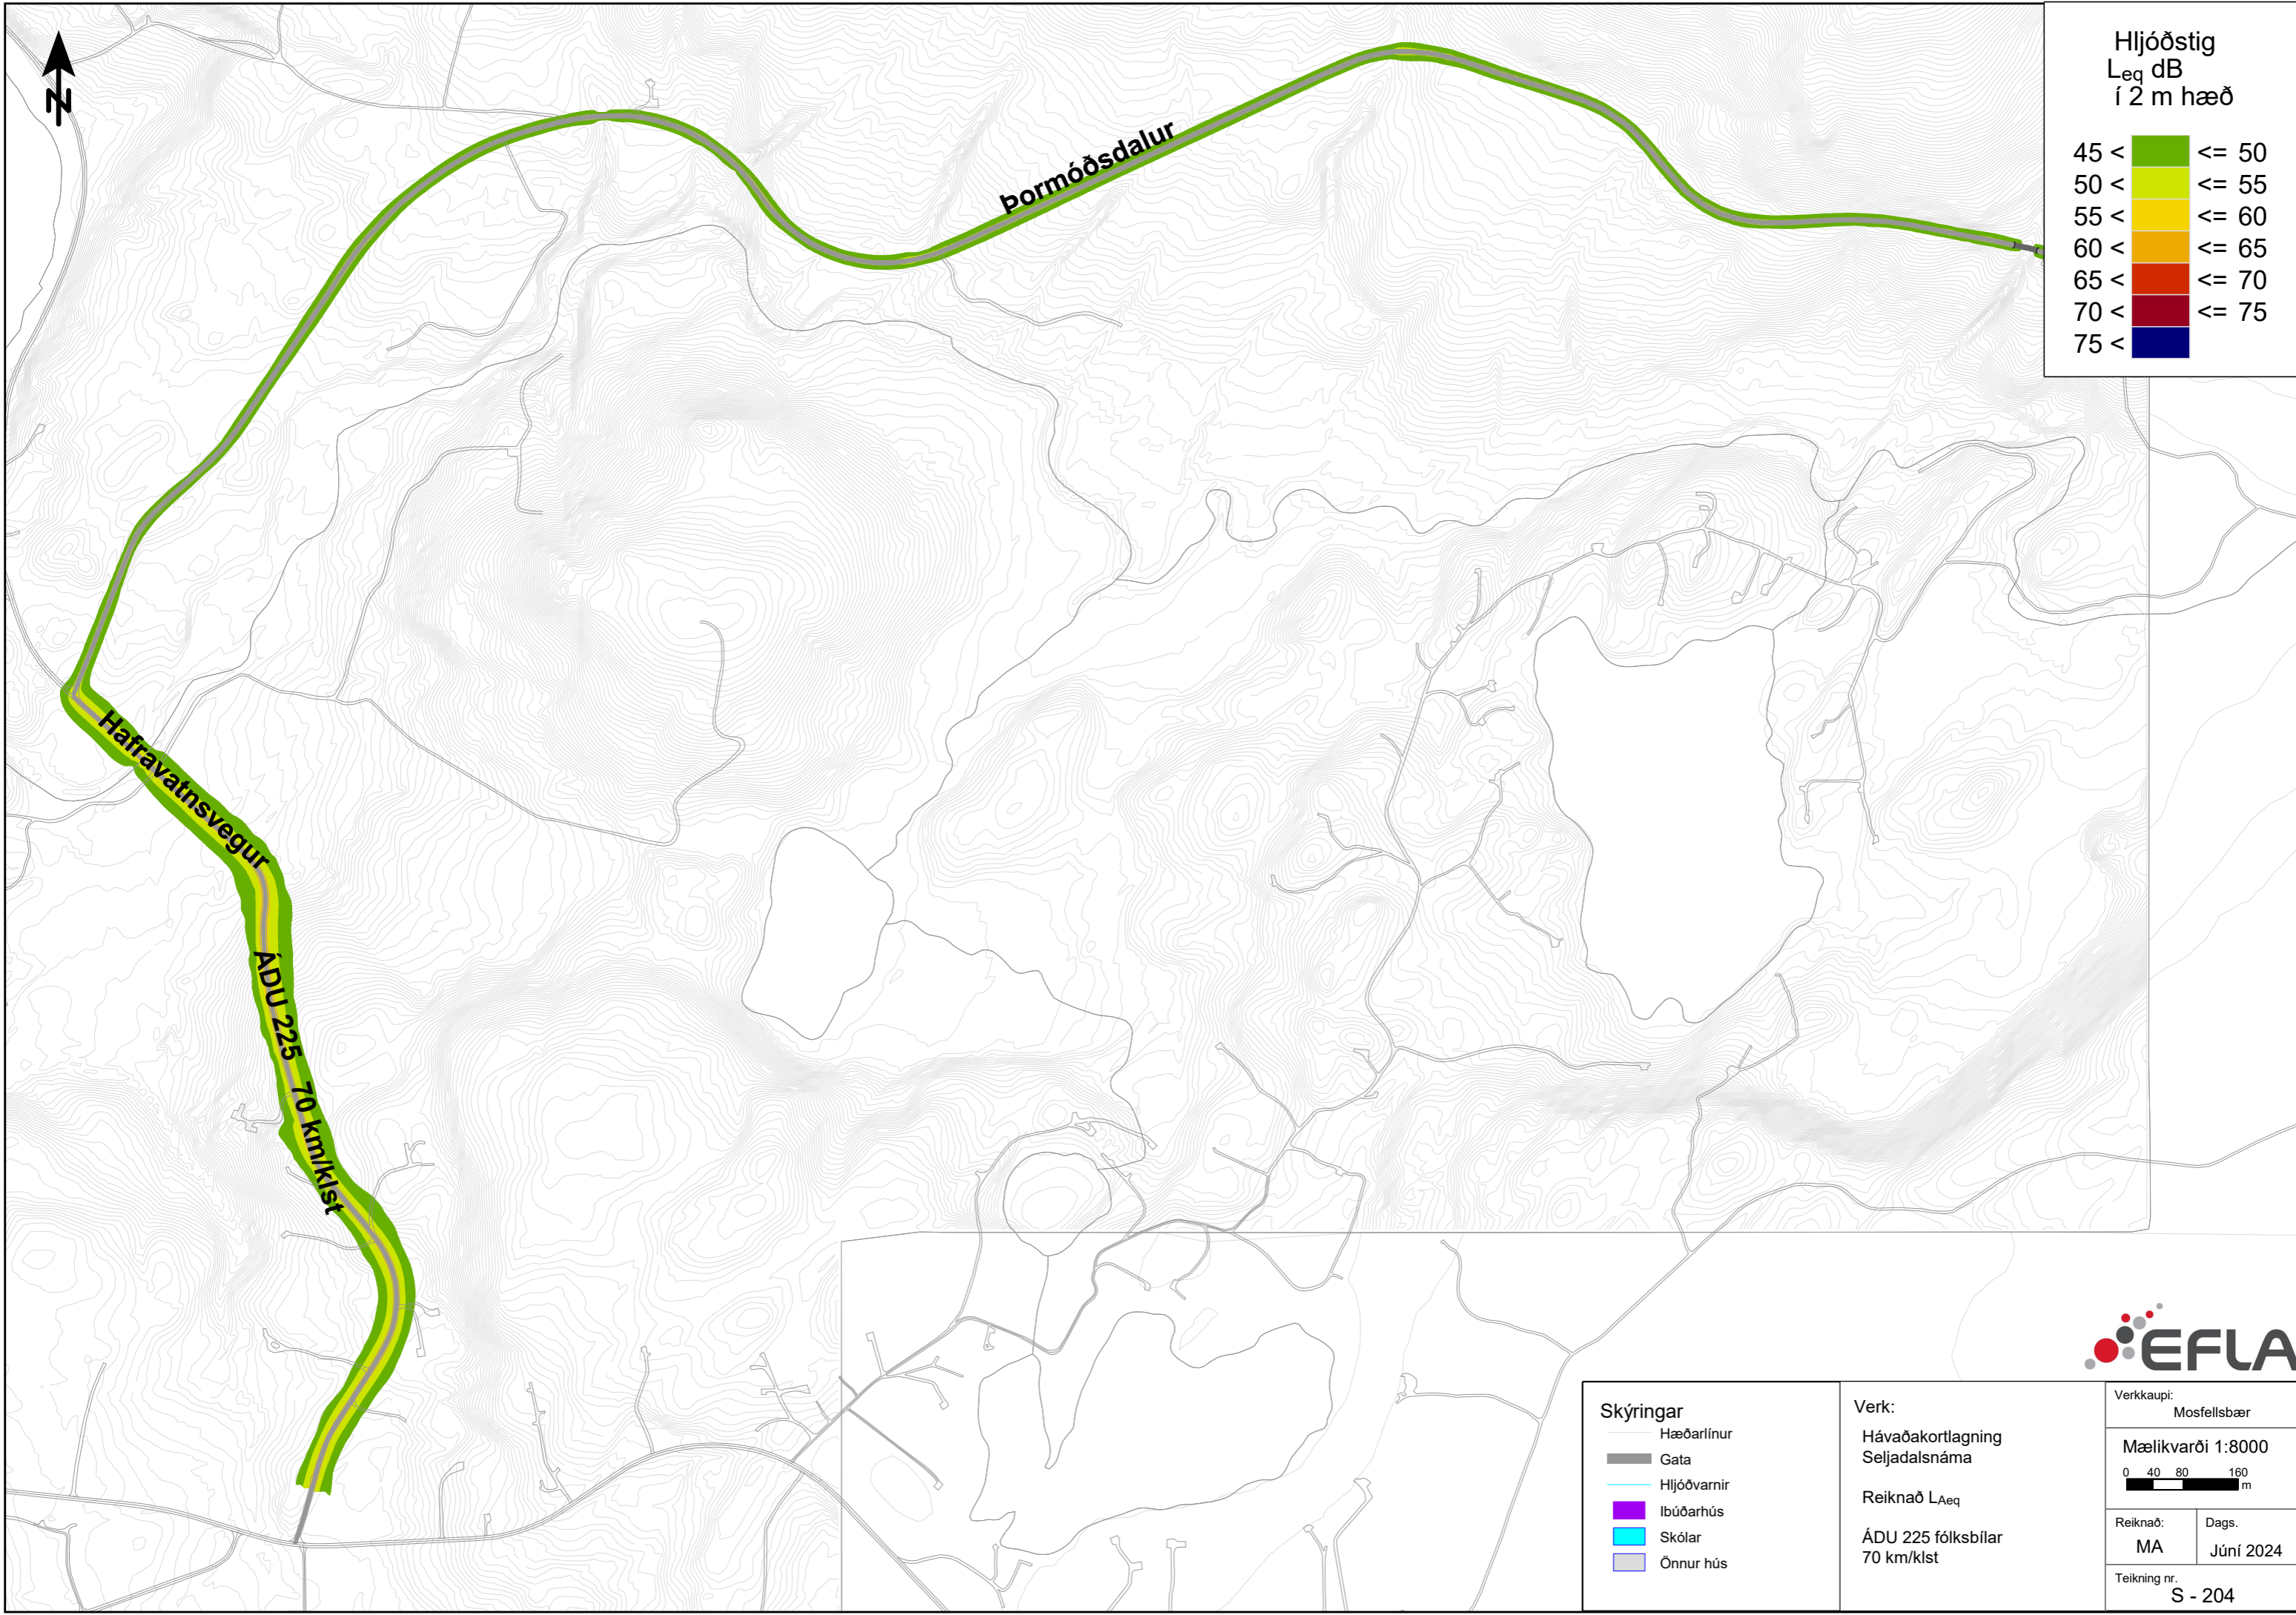 N
Hljóðstig
Leq dB
í 2 m hæð
45 < <= 50
50 < <= 55
55 < <= 60
60 < <= 65
65 < <= 70
70 < <= 75
75 <
Þormóðsdalur
Hafravatnsvegur
ÁDU 225 70 km/klst
EFLA
Skýringar
Hæðarlínur
Gata
Hljóðvarnir
Ibúðarhús
Skólar
Önnur hús
Verk:
Hávaðakortlagning
Seljadalsnáma
Reiknað LAeq
ÁDU 225 fólksbílar
70 km/klst
Verkkaupi:
Mosfellsbær
Mælikvarði 1:8000
0 40 80 160
m
Reiknað:
MA
Dags.
Júní 2024
Teikning nr.
S - 204